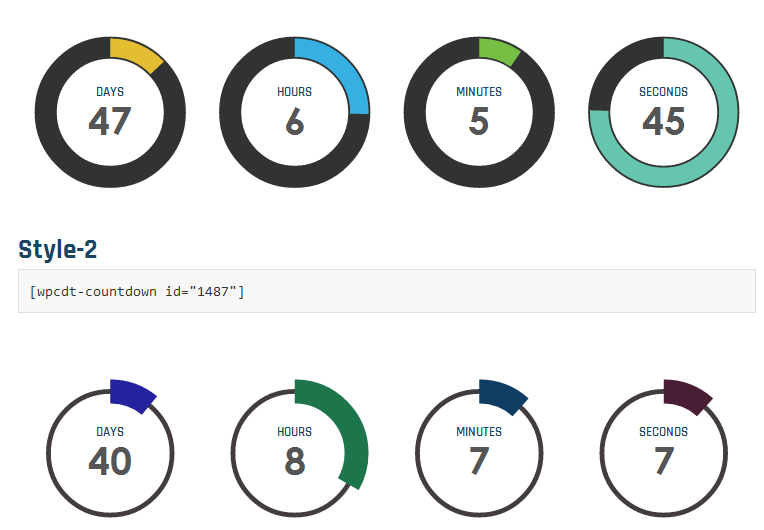 DAYS HOURS MINUTES SECONDS
47 6 5 45
Style-2
[wpcdt-countdown id="1487"]
DAYS HOURS MINUTES SECONDS
40 8 7 7